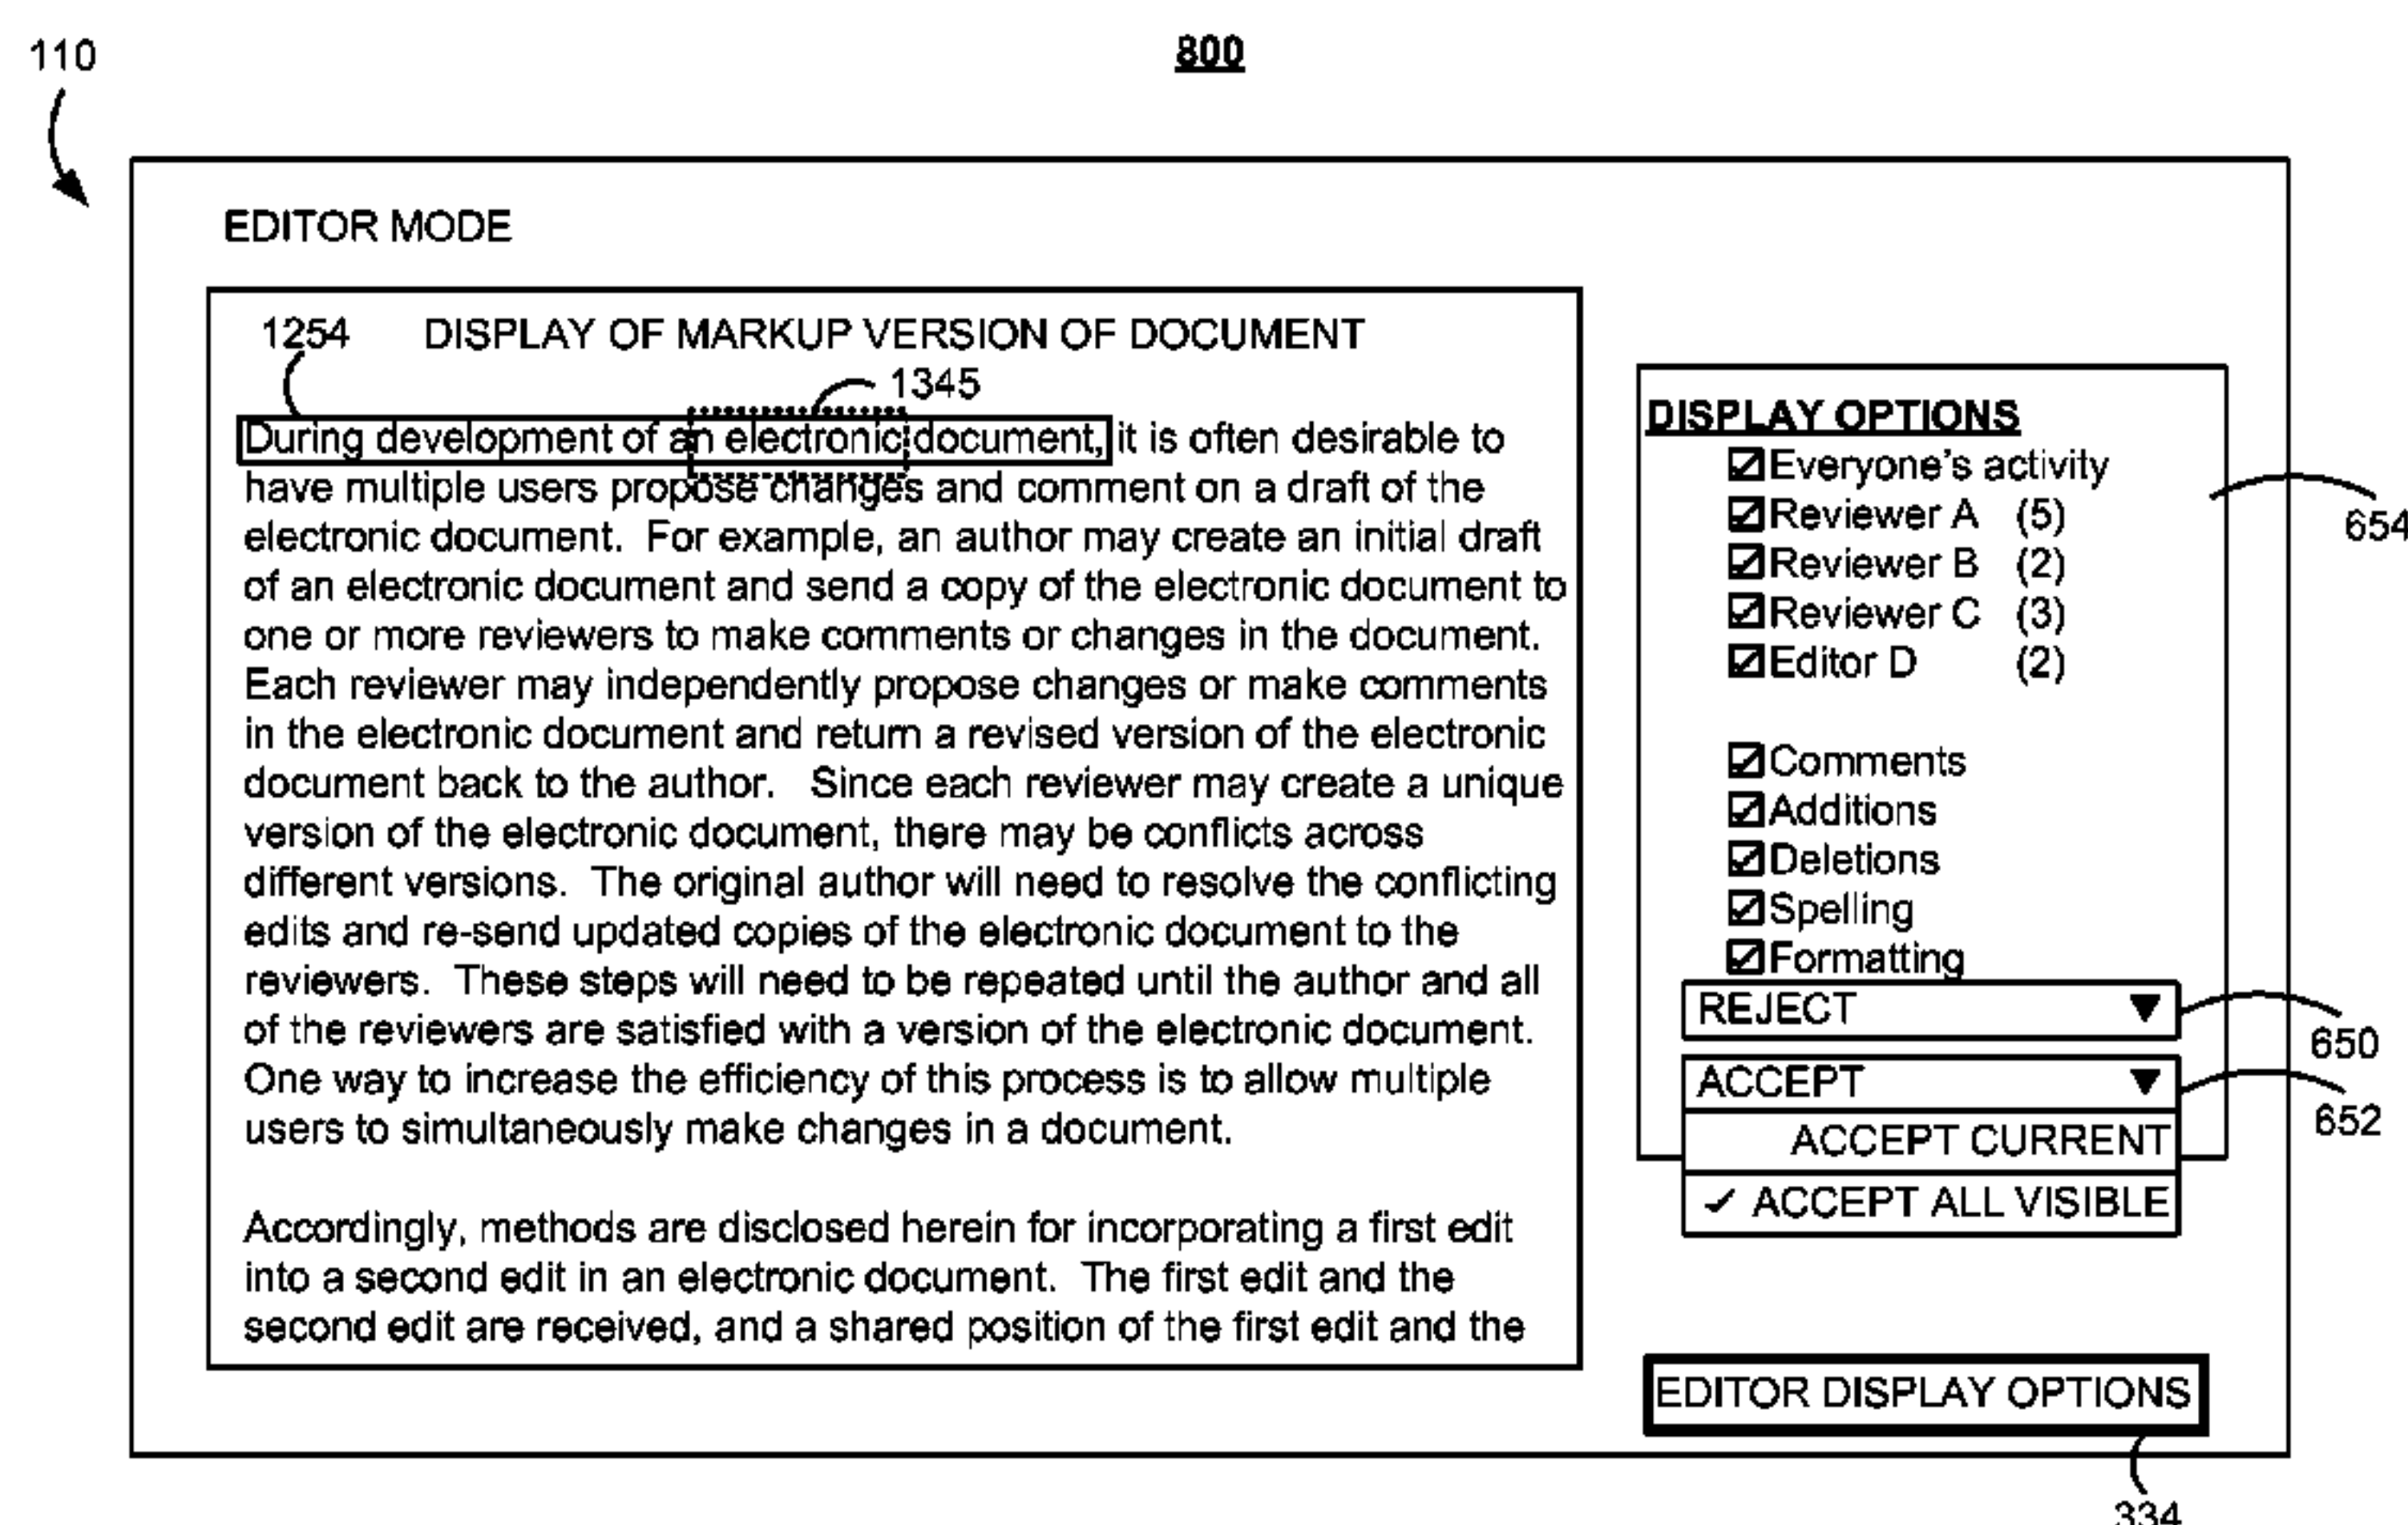 800
110
EDITOR MODE
1254
DISPLAY OF MARKUP VERSION OF DOCUMENT
1345
During development of an electronic document, it is often desirable to
have multiple users propose changes and comment on a draft of the
electronic document. For example, an author may create an initial draft
of an electronic document and send a copy of the electronic document to
one or more reviewers to make comments or changes in the document.
Each reviewer may independently propose changes or make comments
in the electronic document and return a revised version of the electronic
document back to the author. Since each reviewer may create a unique
version of the electronic document, there may be conflicts across
different versions. The original author will need to resolve the conflicting
edits and re-send updated copies of the electronic document to the
reviewers. These steps will need to be repeated until the author and all
of the reviewers are satisfied with a version of the electronic document.
One way to increase the efficiency of this process is to allow multiple
users to simultaneously make changes in a document.
Accordingly, methods are disclosed herein for incorporating a first edit
into a second edit in an electronic document. The first edit and the
second edit are received, and a shared position of the first edit and the
DISPLAY OPTIONS
Everyone's activity
Reviewer A (5)
Reviewer B (2)
Reviewer C (3)
Editor D (2)
Comments
Additions
Deletions
Spelling
Formatting
REJECT
ACCEPT
ACCEPT CURRENT
✓ ACCEPT ALL VISIBLE
654
650
652
EDITOR DISPLAY OPTIONS
334